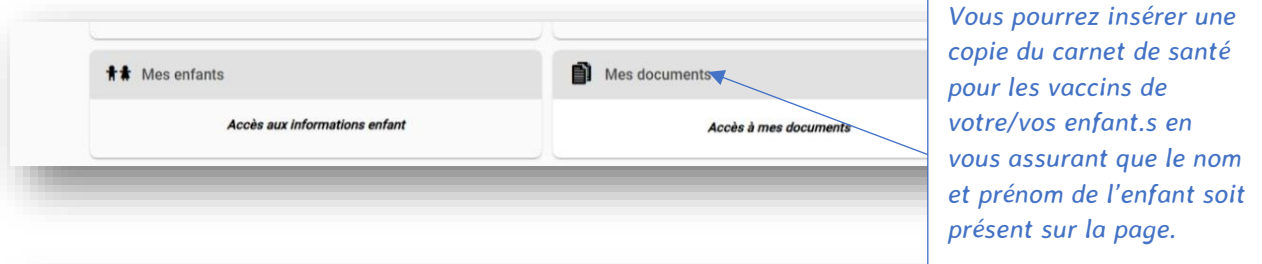 Mes enfants
Accès aux informations enfant
Mes documents
Accès à mes documents
Vous pourrez insérer une
copie du carnet de santé
pour les vaccins de
votre/vos enfant.s en
vous assurant que le nom
et prénom de l'enfant soit
présent sur la page.